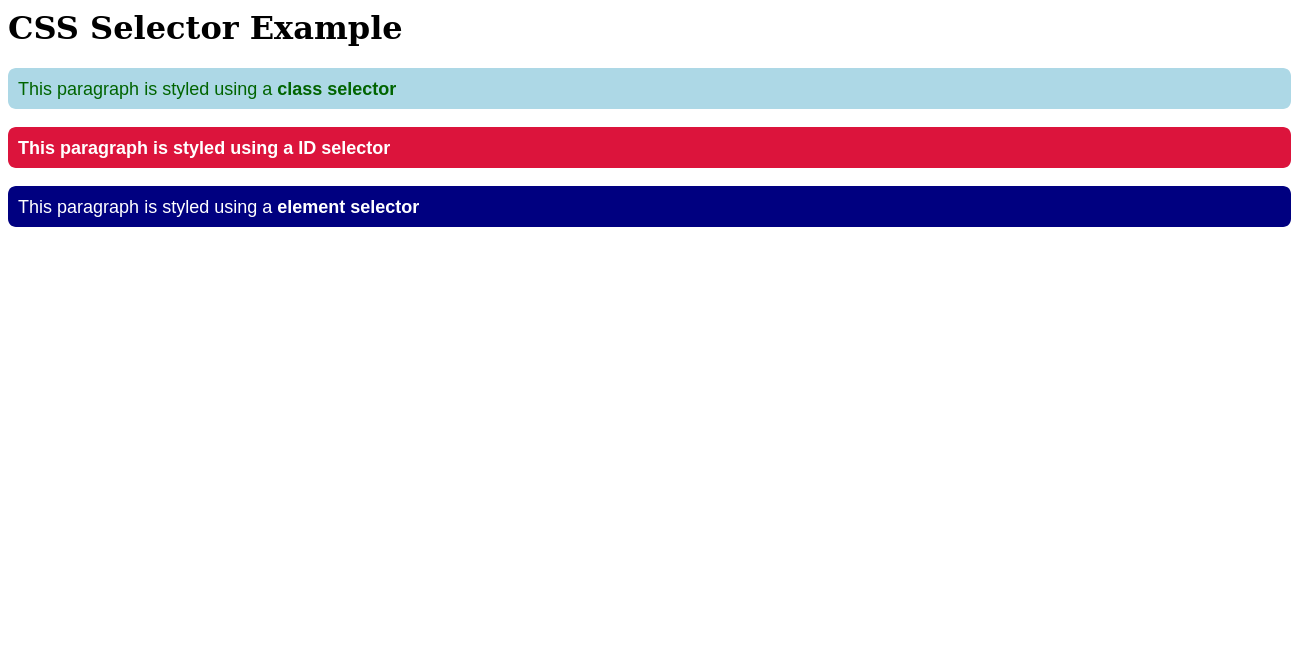 CSS Selector Example
This paragraph is styled using a class selector
This paragraph is styled using a ID selector
This paragraph is styled using a element selector